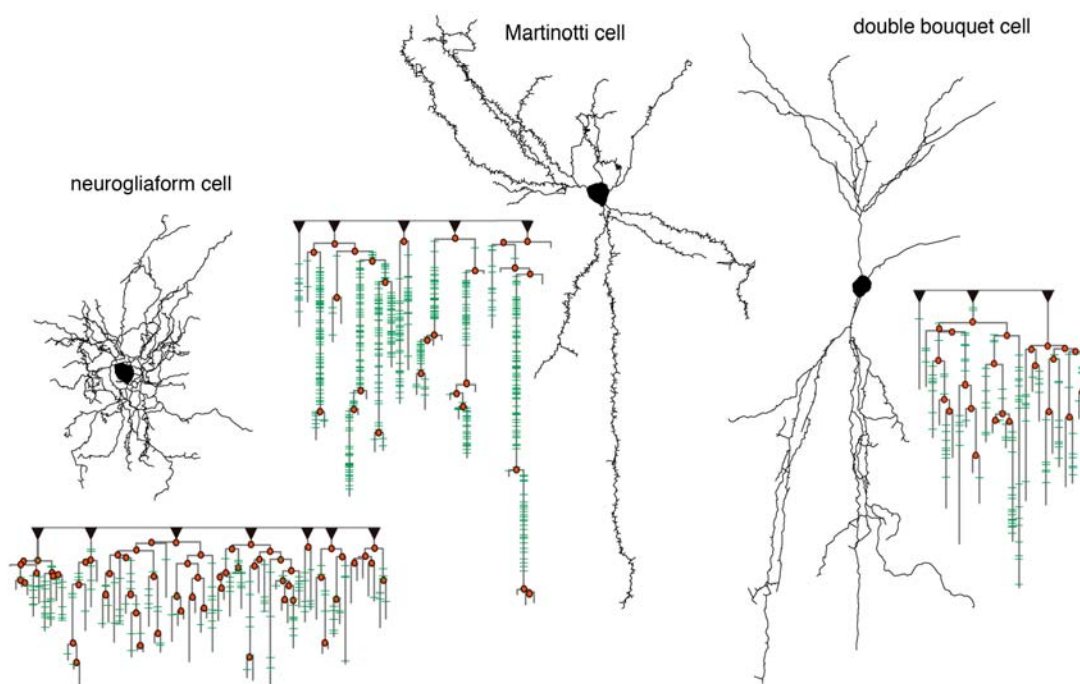 Martinotti cell
double bouquet cell
neurogliaform cell